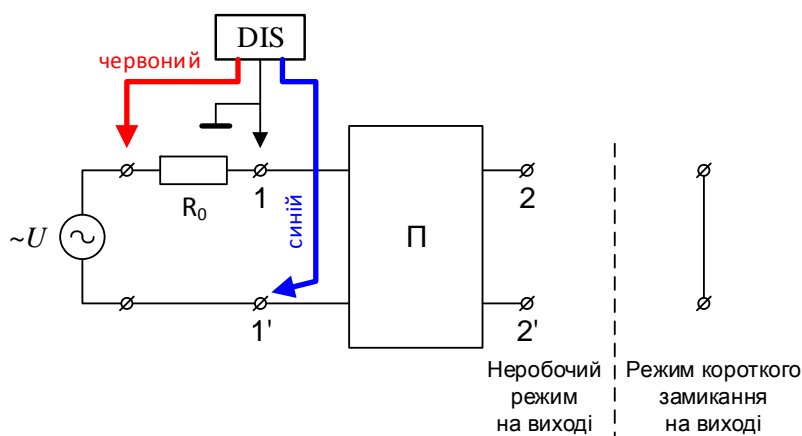 DIS
червоний
R0
1
синій
~U
П
2
1'
2'
Неробочий
режим
на виході
Режим короткого
замикання
на виході